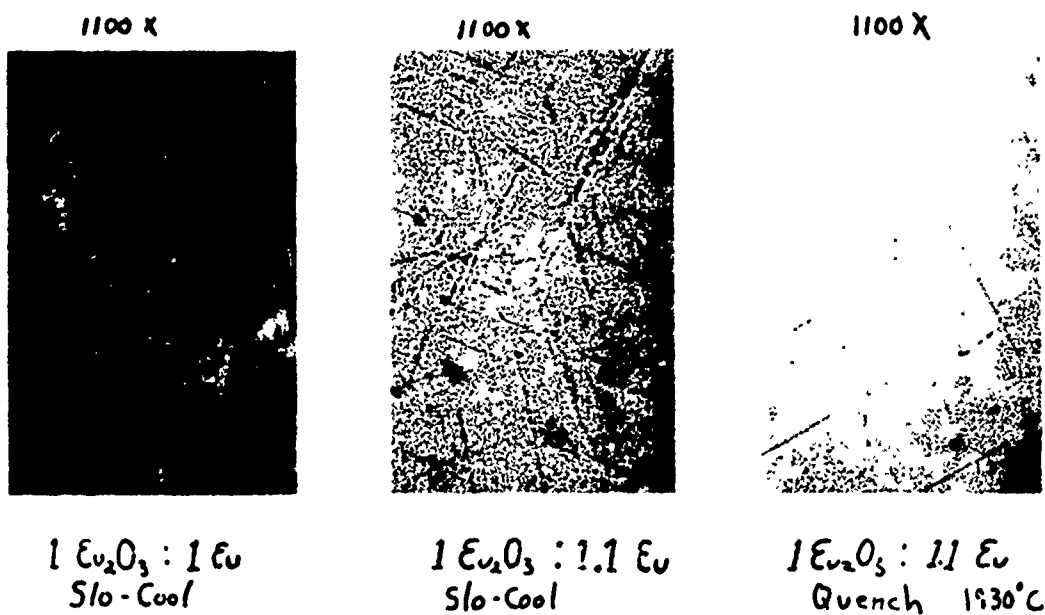 1100 X
1100 X
1100 X
1 Eu₂O₃ : 1 Eu
Slo-Cool
1 Eu₂O₃ : 1.1 Eu
Slo-Cool
1 Eu₂O₃ : 1.1 Eu
Quench